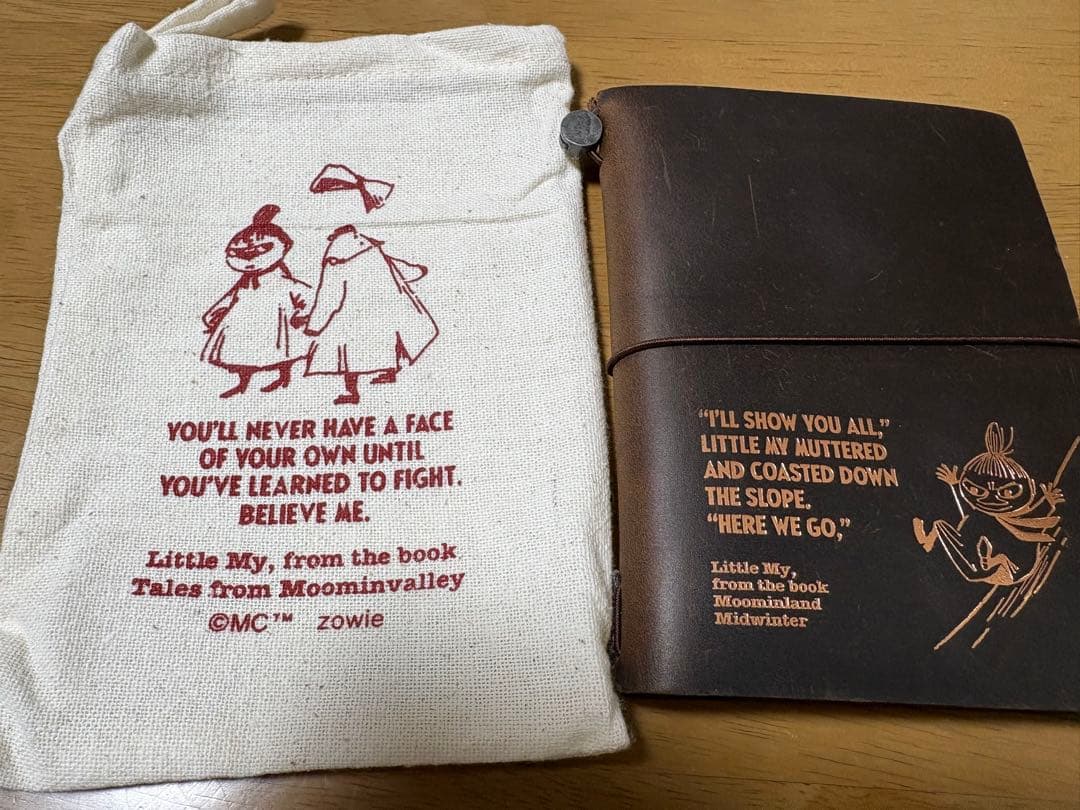 YOU'LL NEVER HAVE A FACE
OF YOUR OWN UNTIL
YOU'VE LEARNED TO FIGHT.
BELIEVE ME.
Little My, from the book
Tales from Moominvalley
©MC™ zowie
“I'LL SHOW YOU ALL,”
LITTLE MY MUTTERED
AND COASTED DOWN
THE SLOPE.
“HERE WE GO,”
Little My,
from the book
Moominland
Midwinter